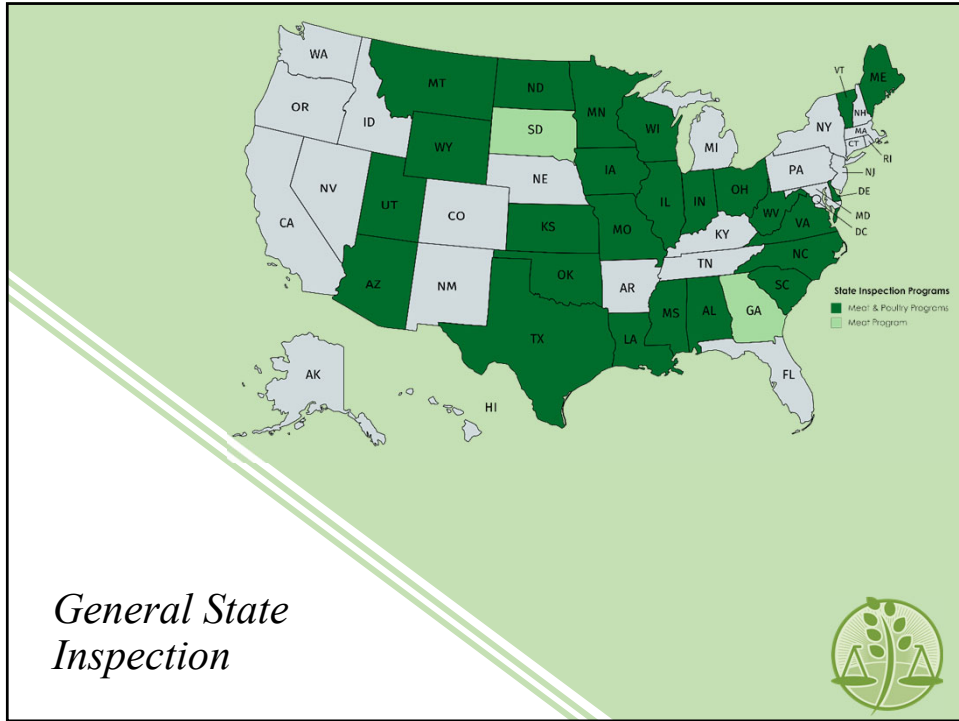 WA
MT
ND
MN
VT
ME
OR
ID
SD
WI
NY
NH
MA
CT
RI
WY
MI
NV
UT
NE
IA
PA
NJ
CA
CO
IL
IN
OH
DE
MD
DC
KS
MO
WV
VA
KY
AZ
NM
OK
AR
TN
NC
TX
LA
MS
AL
GA
SC
State Inspection Programs
Meat & Poultry Programs
Meat Program
AK
HI
FL
General State
Inspection